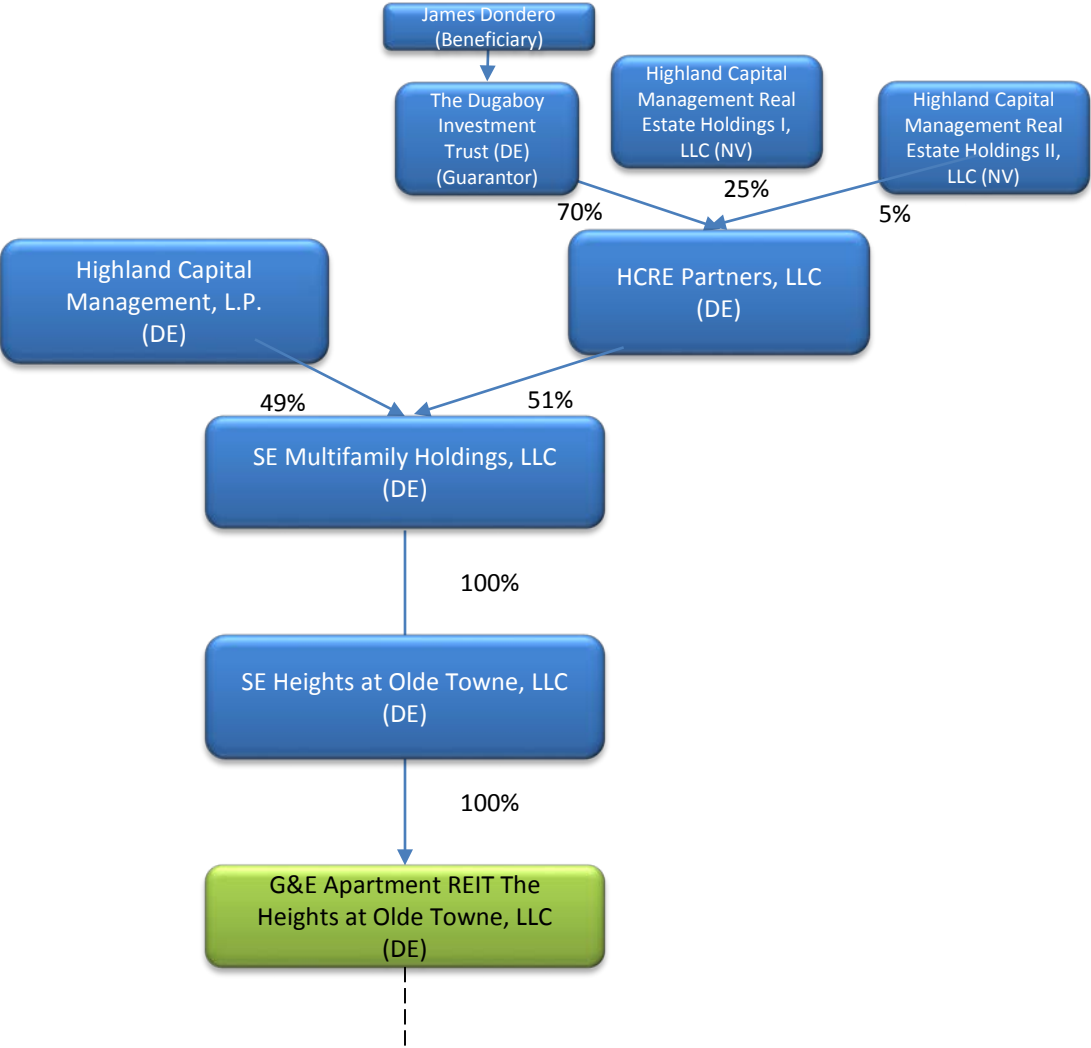 James Dondero
(Beneficiary)
The Dugaboy
Investment
Trust (DE)
(Guarantor)
Highland Capital
Management Real
Estate Holdings I,
LLC (NV)
Highland Capital
Management Real
Estate Holdings II,
LLC (NV)
70%
25%
5%
Highland Capital
Management, L.P.
(DE)
HCRE Partners, LLC
(DE)
49%
51%
SE Multifamily Holdings, LLC
(DE)
100%
SE Heights at Olde Towne, LLC
(DE)
100%
G&E Apartment REIT The
Heights at Olde Towne, LLC
(DE)